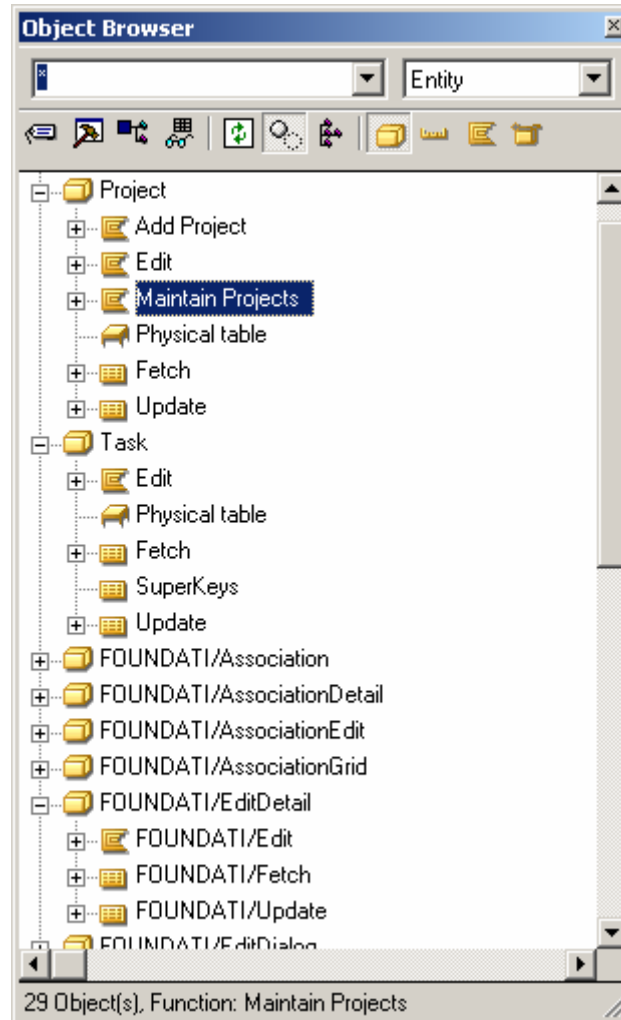 Object Browser
*
Entity
Project
Add Project
Edit
Maintain Projects
Physical table
Fetch
Update
Task
Edit
Physical table
Fetch
SuperKeys
Update
FOUNDATI/Association
FOUNDATI/AssociationDetail
FOUNDATI/AssociationEdit
FOUNDATI/AssociationGrid
FOUNDATI/EditDetail
FOUNDATI/Edit
FOUNDATI/Fetch
FOUNDATI/Update
FOUNDATI/EditDialog
29 Object(s), Function: Maintain Projects